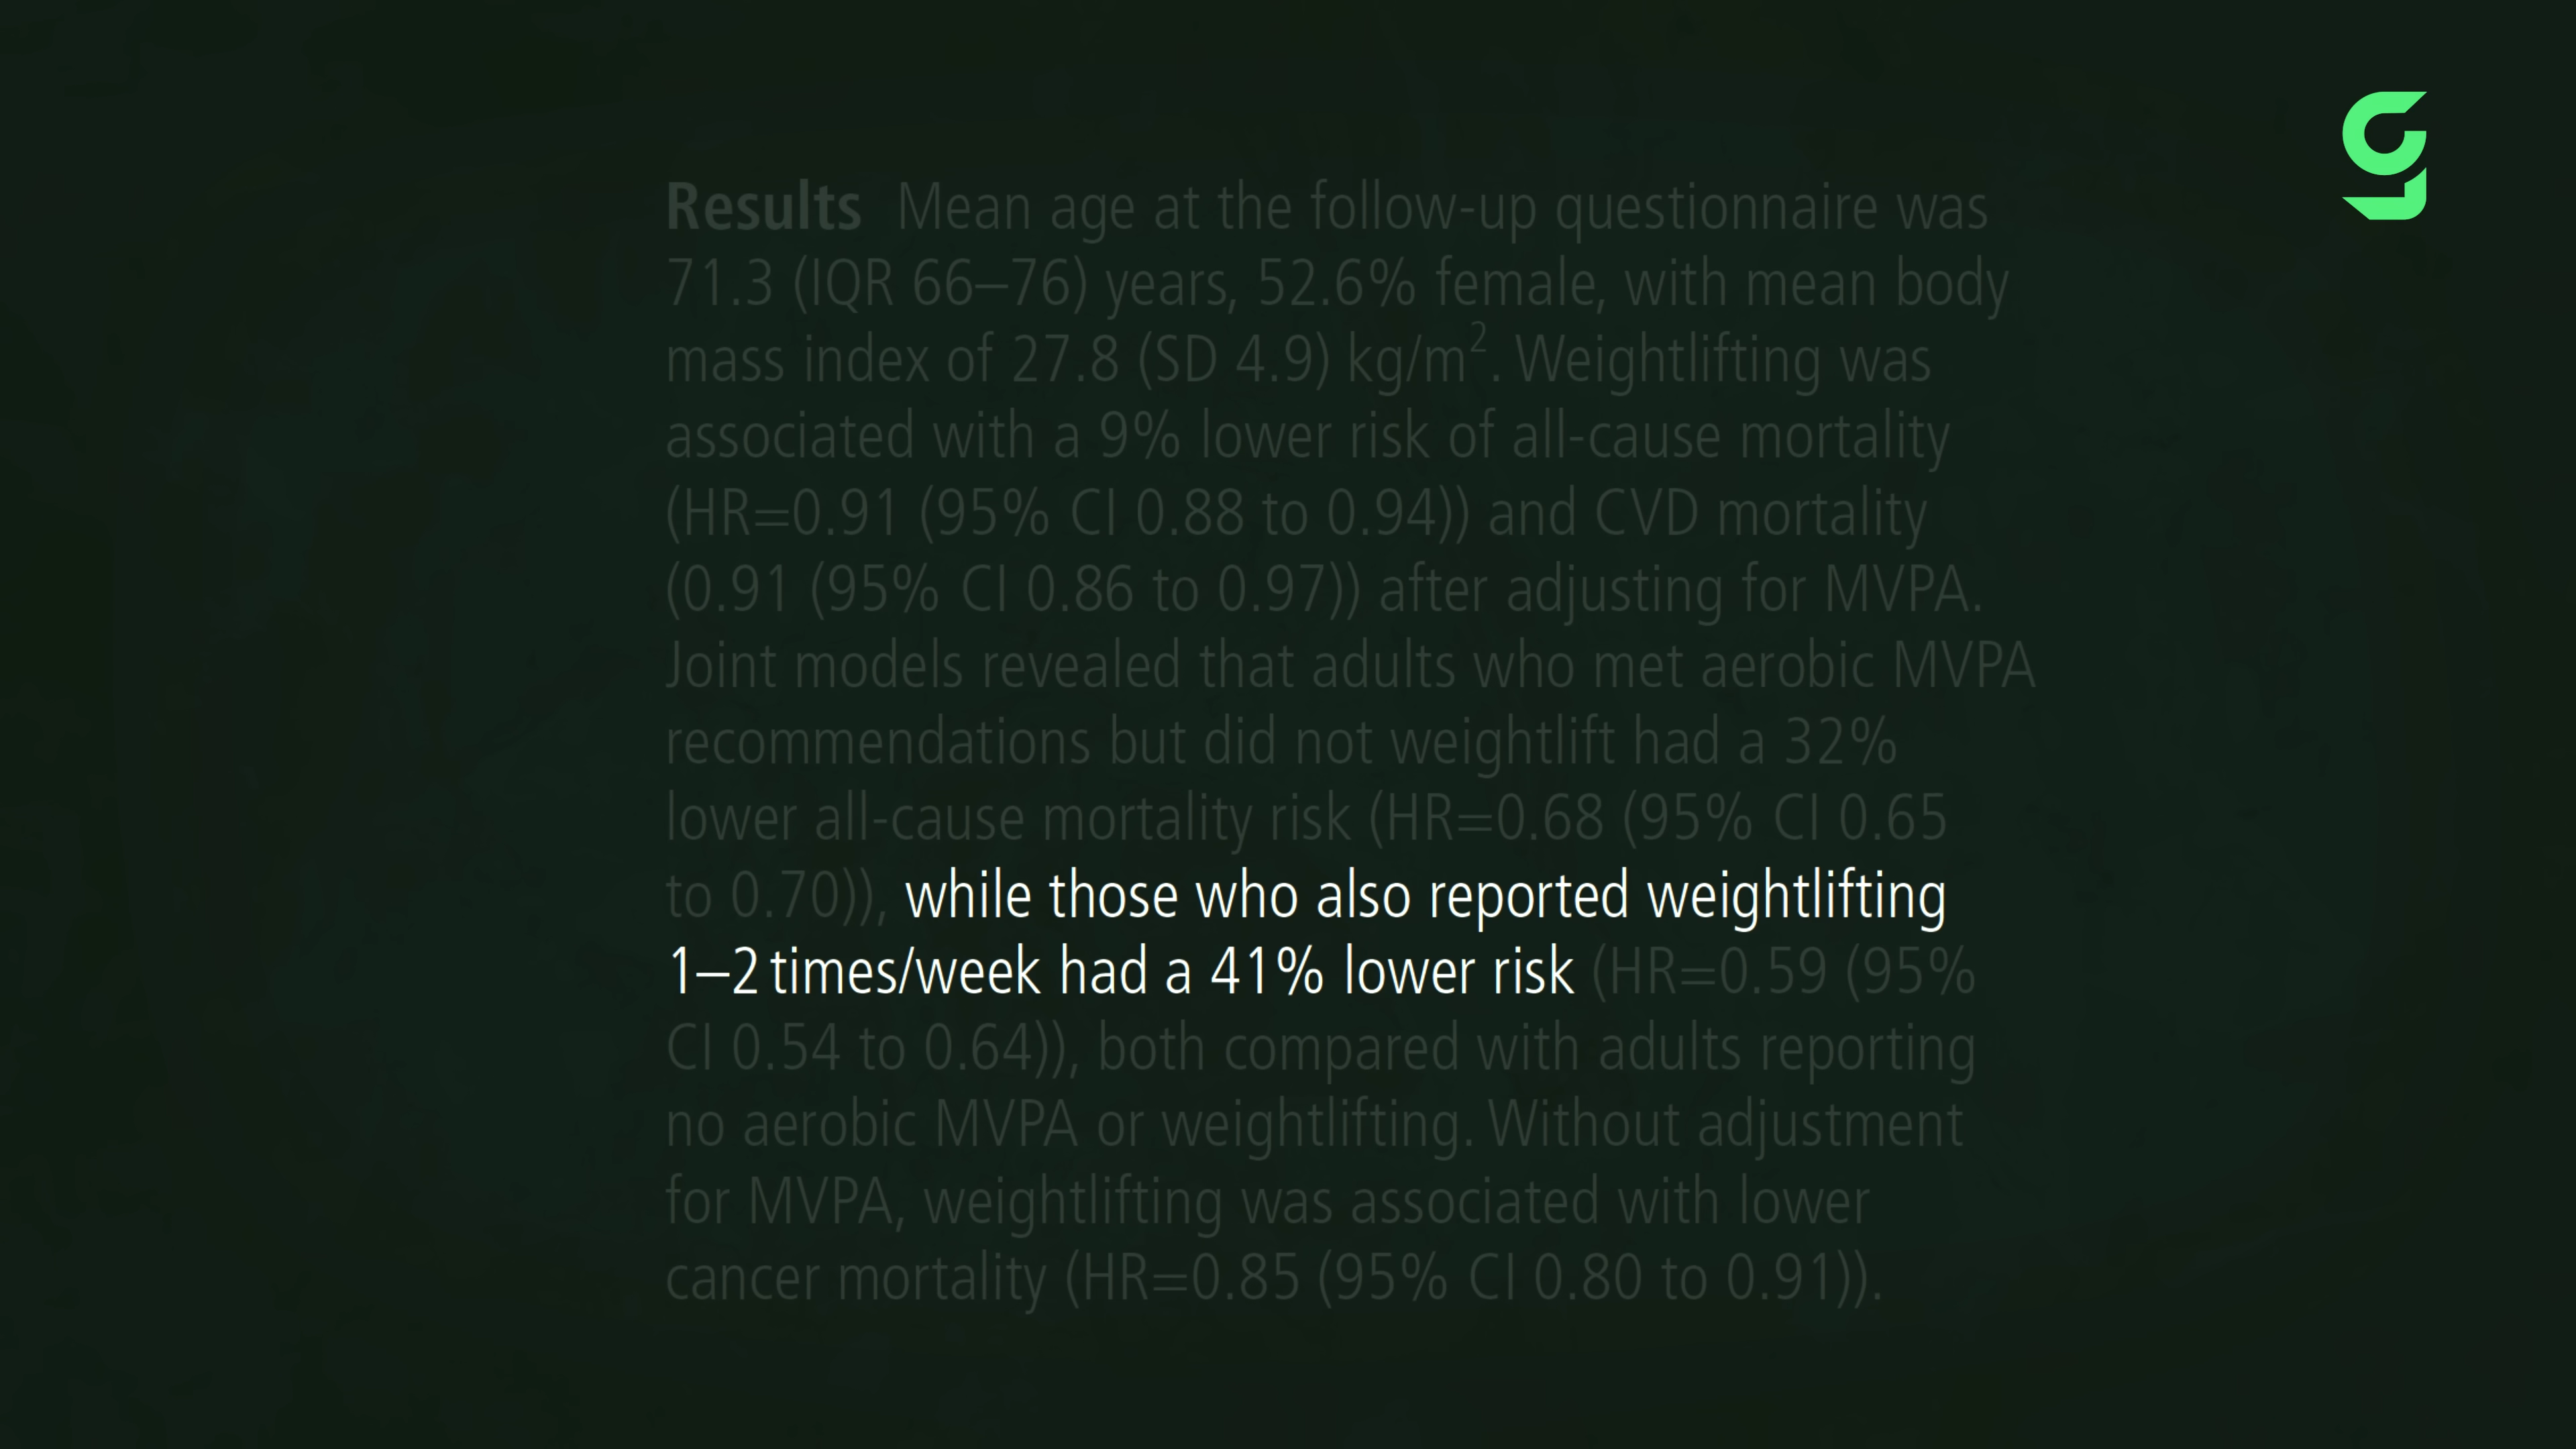 Results Mean age at the follow-up questionnaire was
71.3 (IQR 66–76) years, 52.6% female, with mean body
mass index of 27.8 (SD 4.9) kg/m². Weightlifting was
associated with a 9% lower risk of all-cause mortality
(HR=0.91 (95% CI 0.88 to 0.94)) and CVD mortality
(0.91 (95% CI 0.86 to 0.97)) after adjusting for MVPA.
Joint models revealed that adults who met aerobic MVPA
recommendations but did not weightlift had a 32%
lower all-cause mortality risk (HR=0.68 (95% CI 0.65
to 0.70)), while those who also reported weightlifting
1–2 times/week had a 41% lower risk (HR=0.59 (95%
CI 0.54 to 0.64)), both compared with adults reporting
no aerobic MVPA or weightlifting. Without adjustment
for MVPA, weightlifting was associated with lower
cancer mortality (HR=0.85 (95% CI 0.80 to 0.91)).